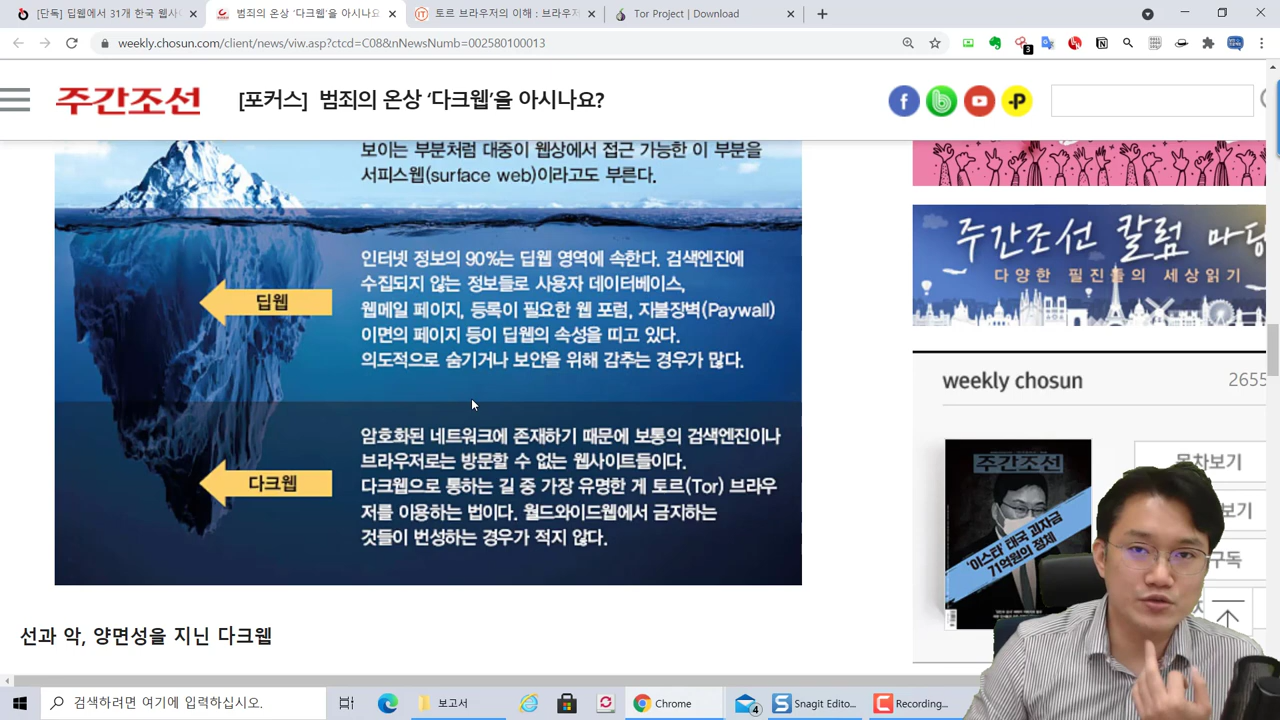 [단독] 딥웹에서 31개 한국 웹사
범죄의 온상 '다크웹'을 아시나요
토르 브라우저의 이해 : 브라우저
Tor Project | Download
weekly.chosun.com/client/news/viw.asp?ctcd=C08&nNewsNumb=002580100013
주간조선
[포커스] 범죄의 온상 ‘다크웹’을 아시나요?
보이는 부분처럼 대중이 웹상에서 접근 가능한 이 부분을
서피스웹(surface web)이라고도 부른다.
딥웹
인터넷 정보의 90%는 딥웹 영역에 속한다. 검색엔진에
수집되지 않는 정보들로 사용자 데이터베이스,
웹메일 페이지, 등록이 필요한 웹 포럼, 지불장벽(Paywall)
이면의 페이지 등이 딥웹의 속성을 띠고 있다.
의도적으로 숨기거나 보안을 위해 감추는 경우가 많다.
다크웹
암호화된 네트워크에 존재하기 때문에 보통의 검색엔진이나
브라우저로는 방문할 수 없는 웹사이트들이다.
다크웹으로 통하는 길 중 가장 유명한 게 토르(Tor) 브라우
저를 이용하는 법이다. 월드와이드웹에서 금지하는
것들이 번성하는 경우가 적지 않다.
선과 악, 양면성을 지닌 다크웹
주간조선 칼럼 마당
다양한 필진들의 세상읽기
weekly chosun
2655
주간조선
'아스타' 태국 과자금
71억원의 정체
목차보기
보기
구독
검색하려면 여기에 입력하십시오.
보고서
Chrome
4
Snagit Edito...
Recording...